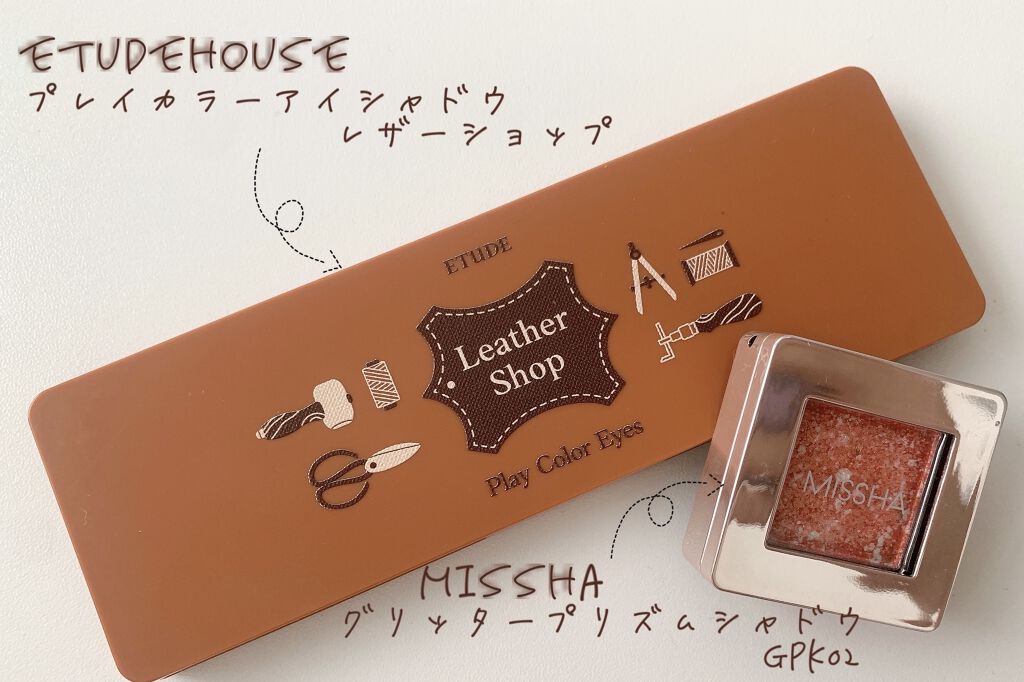 ETUDEHOUSE
プレイカラーアイシャドウ
レザーショップ
ETUDE
Leather
Shop
Play Color Eyes
MISSHA
MISSHA
グリッタープリズムシャドウ
GPK02